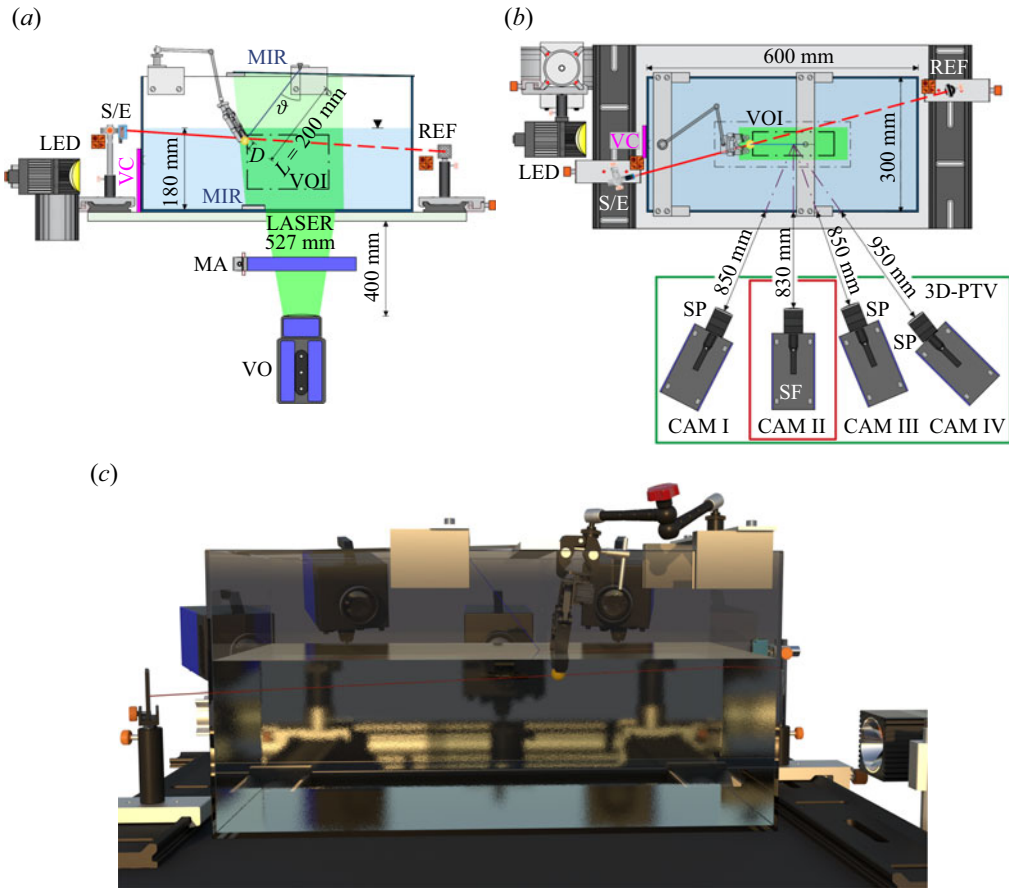 (a)
MIR
S/E
ϑ
L = 200 mm
REF
LED
D
VC
180 mm
VOI
MIR
LASER
527 mm
MA
400 mm
VO
(b)
600 mm
REF
VOI
VC
300 mm
LED
S/E
850 mm
830 mm
850 mm
950 mm
3D-PTV
SP
SP
SP
SF
CAM I
CAM II
CAM III
CAM IV
(c)